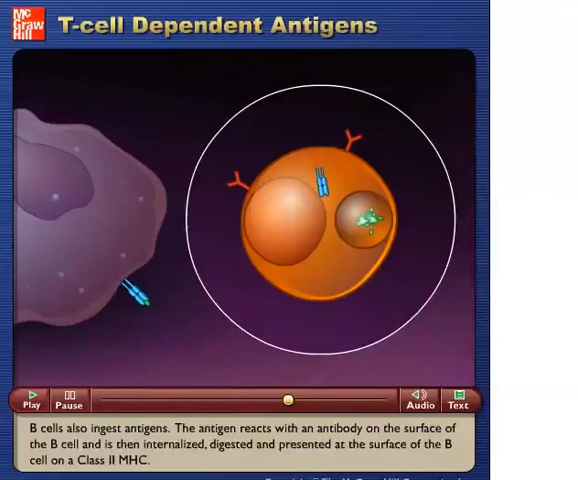 Mc
Graw
Hill
T-cell Dependent Antigens
Play
Pause
Audio
Text
B cells also ingest antigens. The antigen reacts with an antibody on the surface of
the B cell and is then internalized, digested and presented at the surface of the B
cell on a Class II MHC.